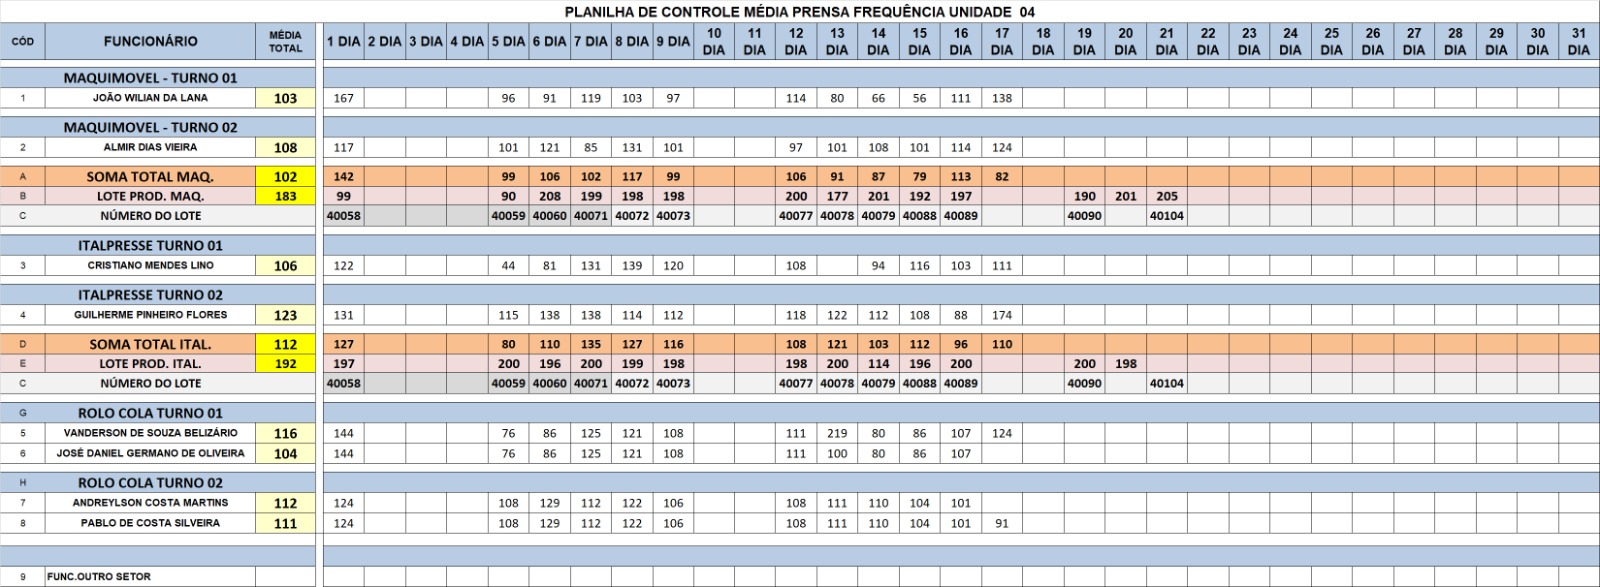 PLANILHA DE CONTROLE MÉDIA PRENSA FREQUÊNCIA UNIDADE 04
CÓD FUNCIONÁRIO MÉDIA TOTAL 1 DIA 2 DIA 3 DIA 4 DIA 5 DIA 6 DIA 7 DIA 8 DIA 9 DIA 10 DIA 11 DIA 12 DIA 13 DIA 14 DIA 15 DIA 16 DIA 17 DIA 18 DIA 19 DIA 20 DIA 21 DIA 22 DIA 23 DIA 24 DIA 25 DIA 26 DIA 27 DIA 28 DIA 29 DIA 30 DIA 31 DIA
MAQUIMOVEL - TURNO 01
1 JOÃO WILIAN DA LANA 103 167 96 91 119 103 97 114 80 66 56 111 138
MAQUIMOVEL - TURNO 02
2 ALMIR DIAS VIEIRA 108 117 101 121 85 131 101 97 101 108 101 114 124
A SOMA TOTAL MAQ. 102 142 99 106 102 117 99 106 91 87 79 113 82
B LOTE PROD. MAQ. 183 99 90 208 199 198 198 200 177 201 192 197 190 201 205
C NÚMERO DO LOTE 40058 40059 40060 40071 40072 40073 40077 40078 40079 40088 40089 40090 40104
ITALPRESSE TURNO 01
3 CRISTIANO MENDES LINO 106 122 44 81 131 139 120 108 94 116 103 111
ITALPRESSE TURNO 02
4 GUILHERME PINHEIRO FLORES 123 131 115 138 138 114 112 118 122 112 108 88 174
D SOMA TOTAL ITAL. 112 127 80 110 135 127 116 108 121 103 112 96 110
E LOTE PROD. ITAL. 192 197 200 196 200 199 198 198 200 114 196 200 200 198
C NÚMERO DO LOTE 40058 40059 40060 40071 40072 40073 40077 40078 40079 40088 40089 40090 40104
G ROLO COLA TURNO 01
5 VANDERSON DE SOUZA BELIZÁRIO 116 144 76 86 125 121 108 111 219 80 86 107 124
6 JOSÉ DANIEL GERMANO DE OLIVEIRA 104 144 76 86 125 121 108 111 100 80 86 107
H ROLO COLA TURNO 02
7 ANDREYLSON COSTA MARTINS 112 124 108 129 112 122 106 108 111 110 104 101
8 PABLO DE COSTA SILVEIRA 111 124 108 129 112 122 106 108 111 110 104 101 91
9 FUNC.OUTRO SETOR